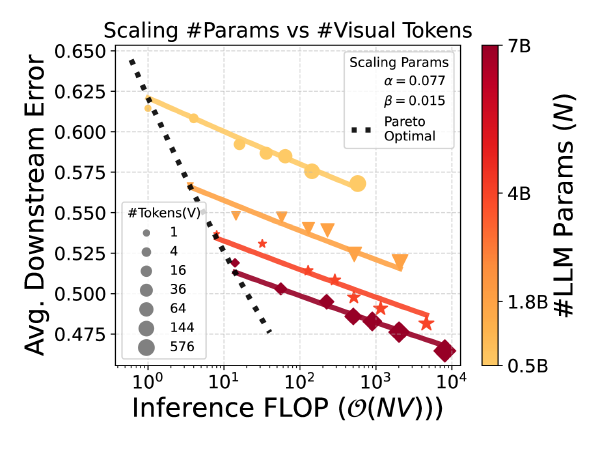 Scaling #Params vs #Visual Tokens
Avg. Downstream Error
0.650
0.625
0.600
0.575
0.550
0.525
0.500
0.475
Scaling Params
α = 0.077
β = 0.015
Pareto
Optimal
#Tokens(V)
1
4
16
36
64
144
576
10⁰
10¹
10²
10³
10⁴
Inference FLOP (𝒪(NV)))
7B
4B
1.8B
0.5B
#LLM Params (N)